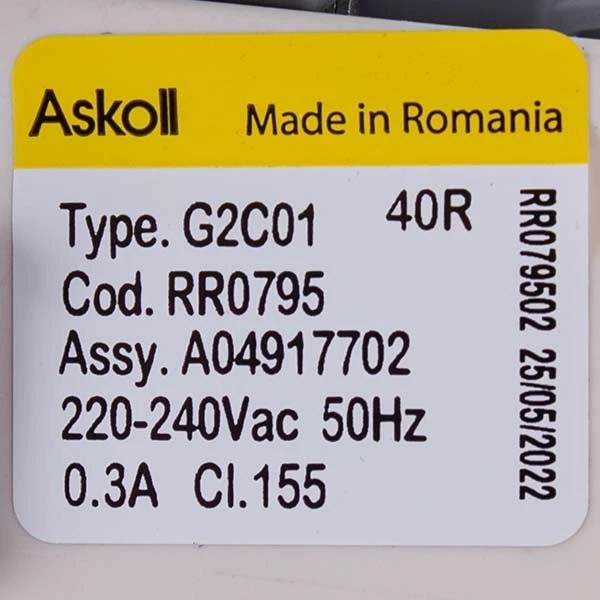 Askoll Made in Romania
Type. G2C01 40R
Cod. RR0795
Assy. A04917702
220-240Vac 50Hz
0.3A Cl.155
RR079502 25/05/2022